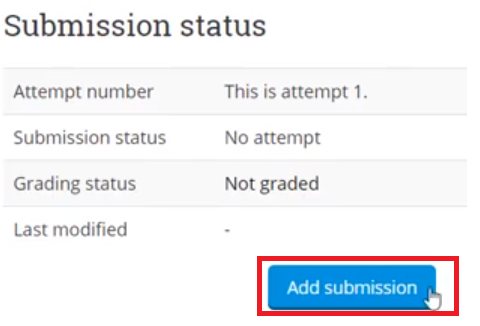 Submission status
Attempt number This is attempt 1.
Submission status No attempt
Grading status Not graded
Last modified -
Add submission